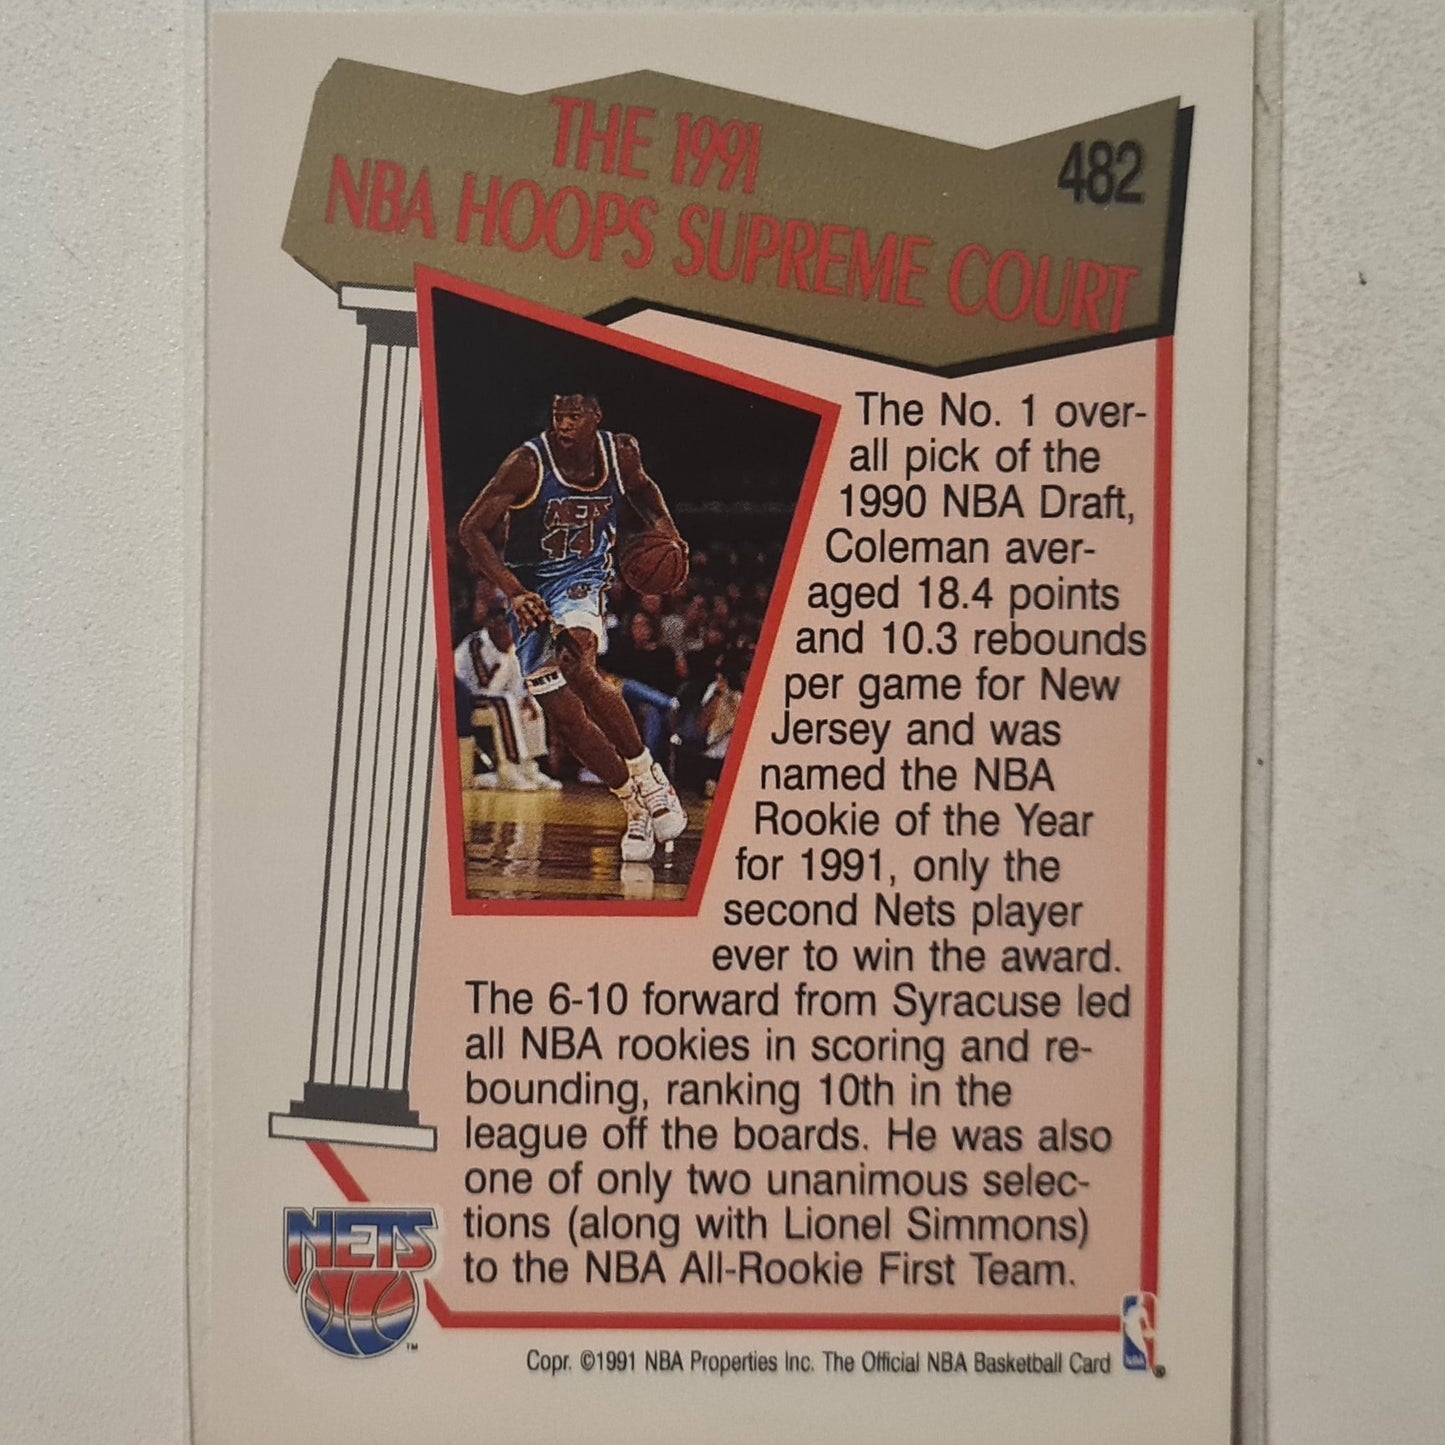 THE 1991
NBA HOOPS SUPREME COURT
482
NETS
44
NETS
The No. 1 over-
all pick of the
1990 NBA Draft,
Coleman aver-
aged 18.4 points
and 10.3 rebounds
per game for New
Jersey and was
named the NBA
Rookie of the Year
for 1991, only the
second Nets player
ever to win the award.
The 6-10 forward from Syracuse led
all NBA rookies in scoring and re-
bounding, ranking 10th in the
league off the boards. He was also
one of only two unanimous selec-
tions (along with Lionel Simmons)
to the NBA All-Rookie First Team.
NETS
TM
Copr. ©1991 NBA Properties Inc. The Official NBA Basketball Card
NBA
®